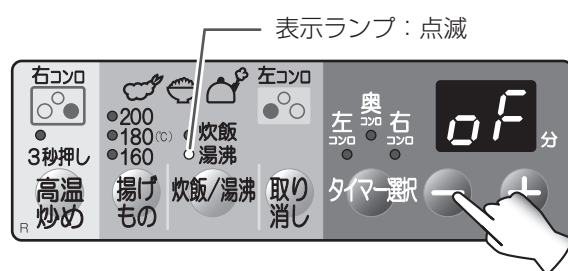 表示ランプ：点滅
右コンロ
左コンロ
●200
●180(℃)
●160
炊飯
湯沸
3秒押し
高温
炒め
揚げ
もの
炊飯/湯沸
取り
消し
左
コンロ
奥
コンロ
右
コンロ
oF
分
タイマー選択
−
+
R